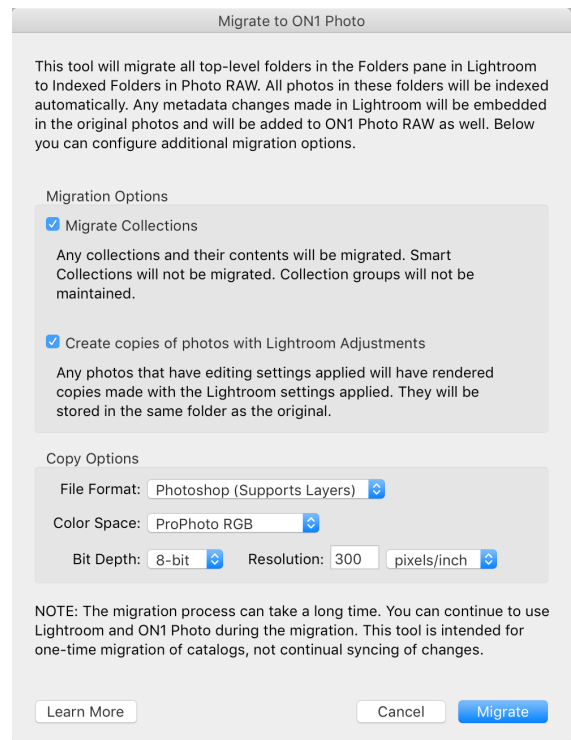 Migrate to ON1 Photo
This tool will migrate all top-level folders in the Folders pane in Lightroom
to Indexed Folders in Photo RAW. All photos in these folders will be indexed
automatically. Any metadata changes made in Lightroom will be embedded
in the original photos and will be added to ON1 Photo RAW as well. Below
you can configure additional migration options.
Migration Options
Migrate Collections
Any collections and their contents will be migrated. Smart
Collections will not be migrated. Collection groups will not be
maintained.
Create copies of photos with Lightroom Adjustments
Any photos that have editing settings applied will have rendered
copies made with the Lightroom settings applied. They will be
stored in the same folder as the original.
Copy Options
File Format: Photoshop (Supports Layers)
Color Space: ProPhoto RGB
Bit Depth: 8-bit Resolution: 300 pixels/inch
NOTE: The migration process can take a long time. You can continue to use
Lightroom and ON1 Photo during the migration. This tool is intended for
one-time migration of catalogs, not continual syncing of changes.
Learn More Cancel Migrate